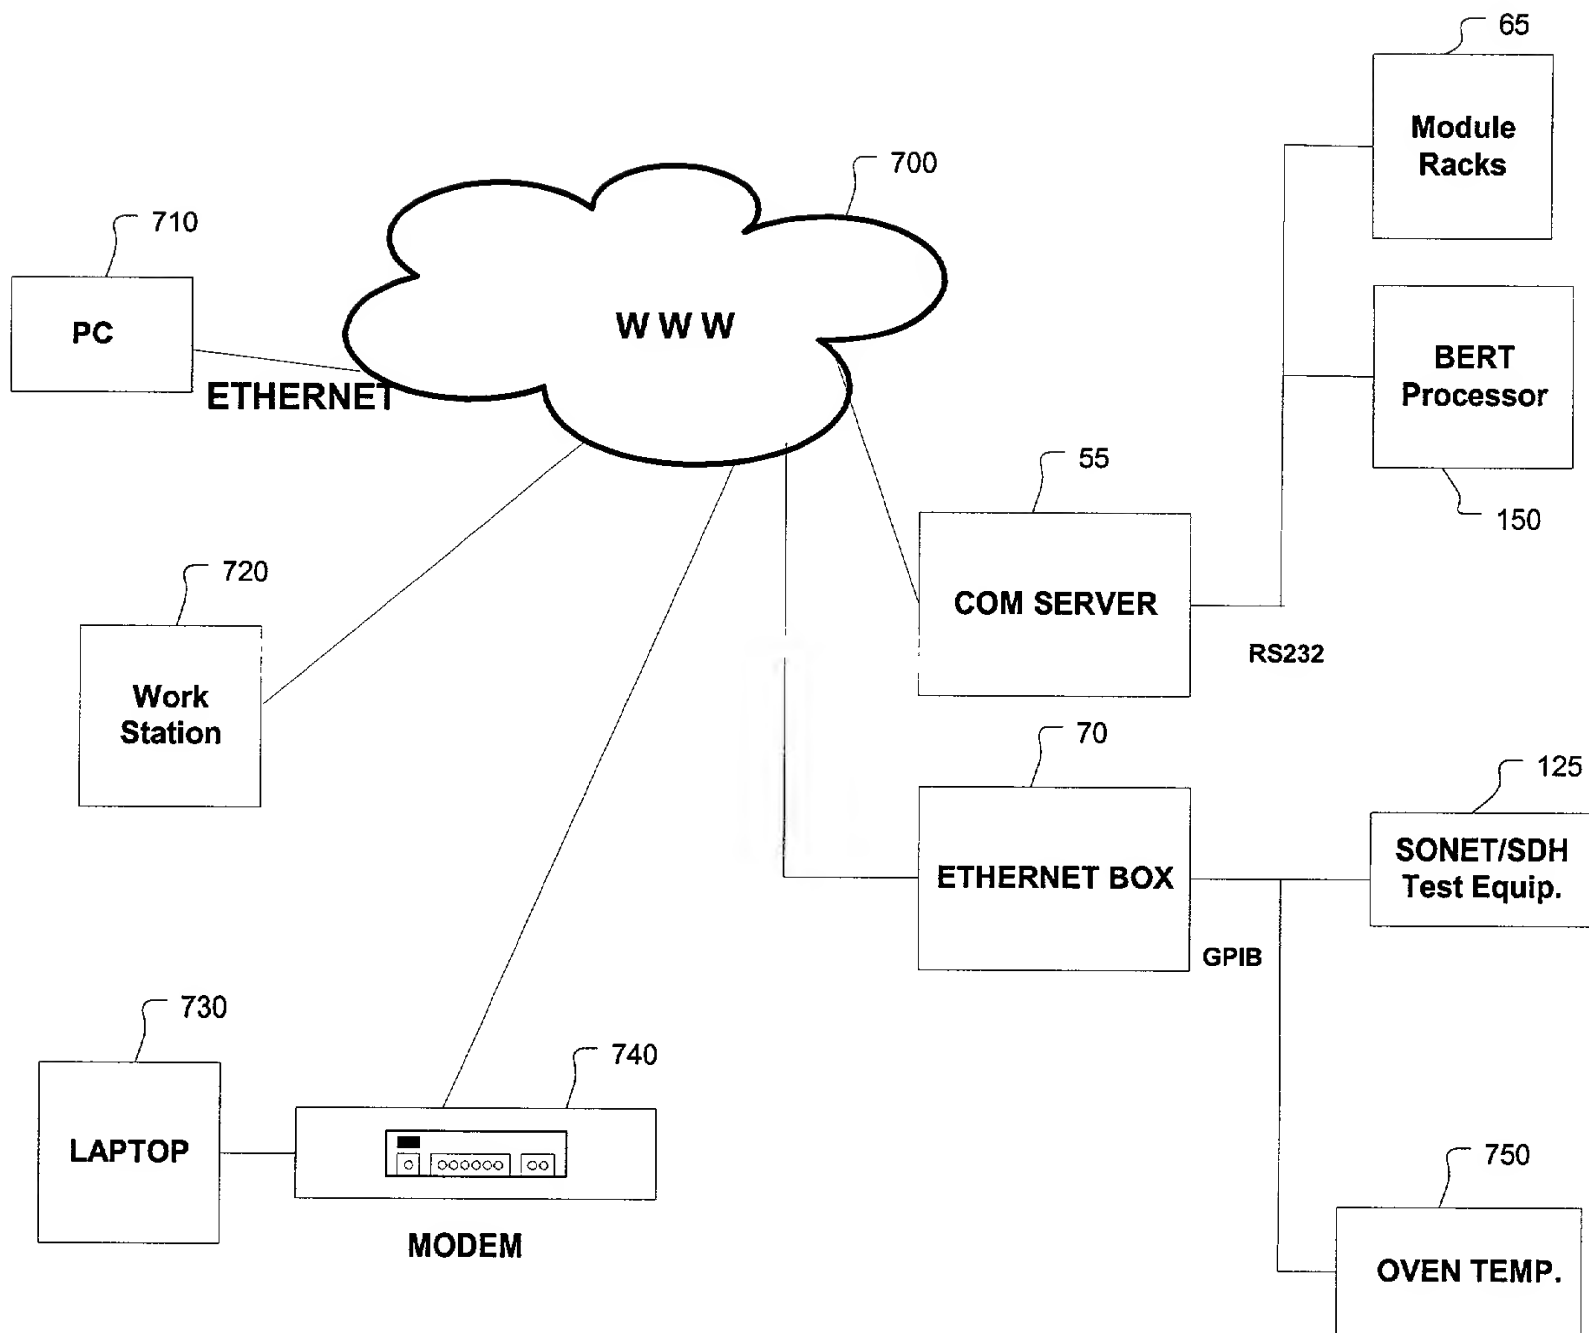 65
Module
Racks
700
710
PC
W W W
ETHERNET
BERT
Processor
150
55
COM SERVER
RS232
720
Work
Station
70
ETHERNET BOX
GPIB
125
SONET/SDH
Test Equip.
730
LAPTOP
740
MODEM
750
OVEN TEMP.